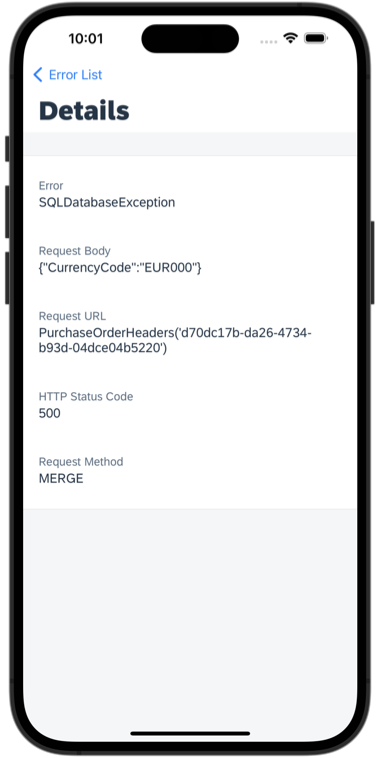 10:01
Error List
Details
Error
SQLDatabaseException
Request Body
{"CurrencyCode":"EUR000"}
Request URL
PurchaseOrderHeaders('d70dc17b-da26-4734-
b93d-04dce04b5220')
HTTP Status Code
500
Request Method
MERGE